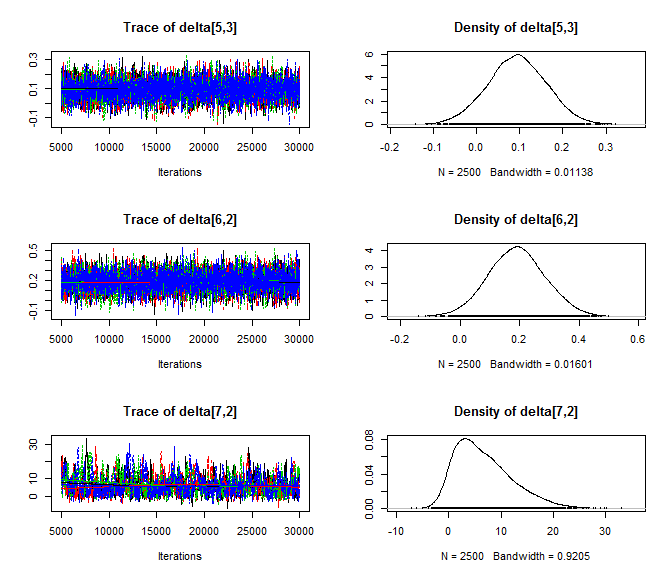 Trace of delta[5,3]
-0.1 0.1 0.3
5000 10000 15000 20000 25000 30000
Iterations
Density of delta[5,3]
0 2 4 6
-0.2 -0.1 0.0 0.1 0.2 0.3
N = 2500 Bandwidth = 0.01138
Trace of delta[6,2]
-0.1 0.2 0.5
5000 10000 15000 20000 25000 30000
Iterations
Density of delta[6,2]
0 1 2 3 4
-0.2 0.0 0.2 0.4 0.6
N = 2500 Bandwidth = 0.01601
Trace of delta[7,2]
0 10 30
5000 10000 15000 20000 25000 30000
Iterations
Density of delta[7,2]
0.00 0.04 0.08
-10 0 10 20 30
N = 2500 Bandwidth = 0.9205